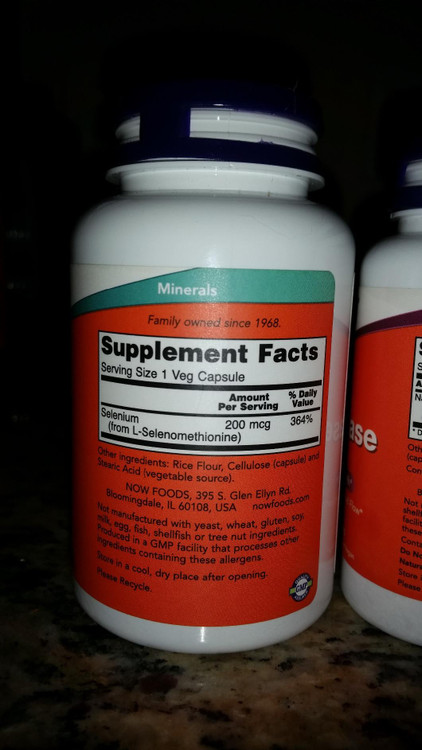 Minerals
Family owned since 1968.
Supplement Facts
Serving Size 1 Veg Capsule
Amount Per Serving
% Daily Value
Selenium
(from L-Selenomethionine)
200 mcg
364%
Other ingredients: Rice Flour, Cellulose (capsule) and
Stearic Acid (vegetable source).
NOW FOODS, 395 S. Glen Ellyn Rd.
Bloomingdale, IL 60108, USA nowfoods.com
Not manufactured with yeast, wheat, gluten, soy,
milk, egg, fish, shellfish or tree nut ingredients.
Produced in a GMP facility that processes other
ingredients containing these allergens.
Store in a cool, dry place after opening.
Please Recycle.
GMP